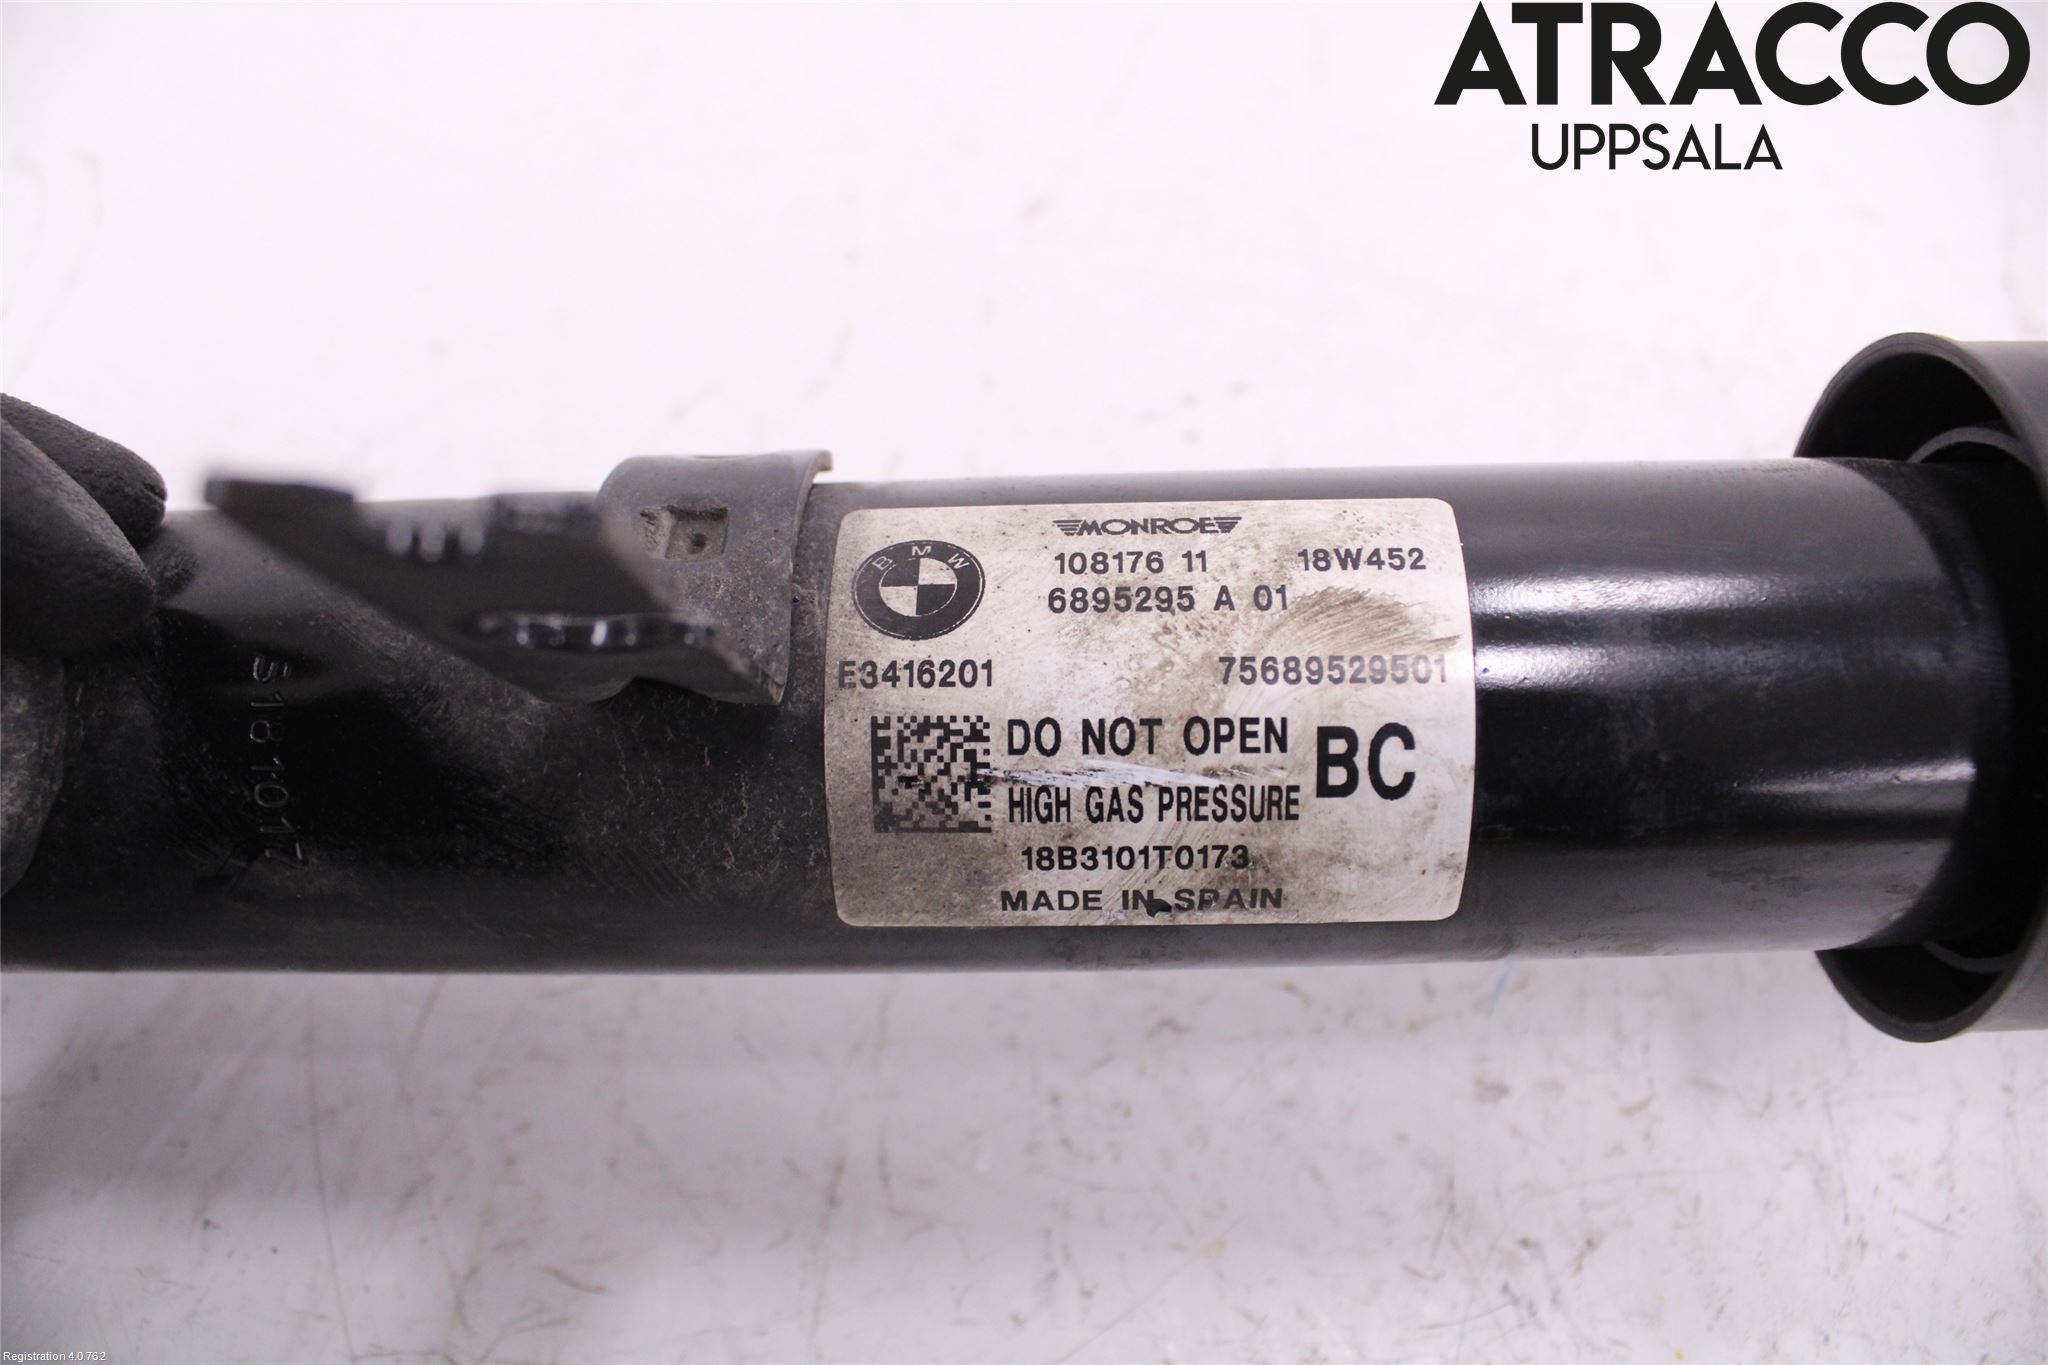 ATRACCO
UPPSALA
MONROE
BMW
108176 11 18W452
6895295 A 01
E3416201 75689529501
DO NOT OPEN
BC
HIGH GAS PRESSURE
18B3101T0173
MADE IN SPAIN
S181017
Registration 4.0.762